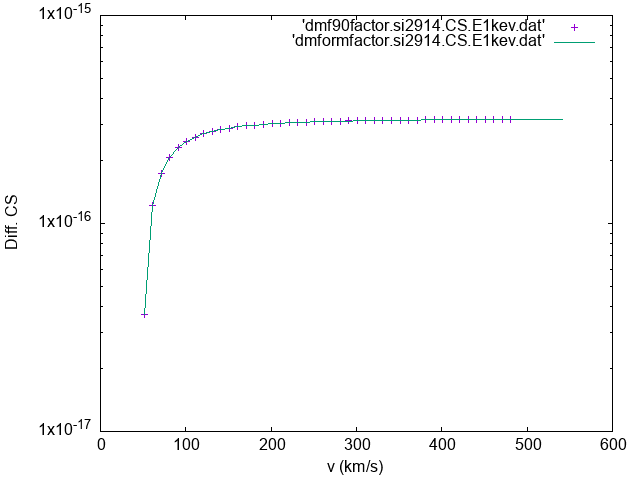 1x10-15
'dmf90factor.si2914.CS.E1kev.dat'
'dmformfactor.si2914.CS.E1kev.dat'
1x10-16
Diff. CS
1x10-17
0 100 200 300 400 500 600
v (km/s)